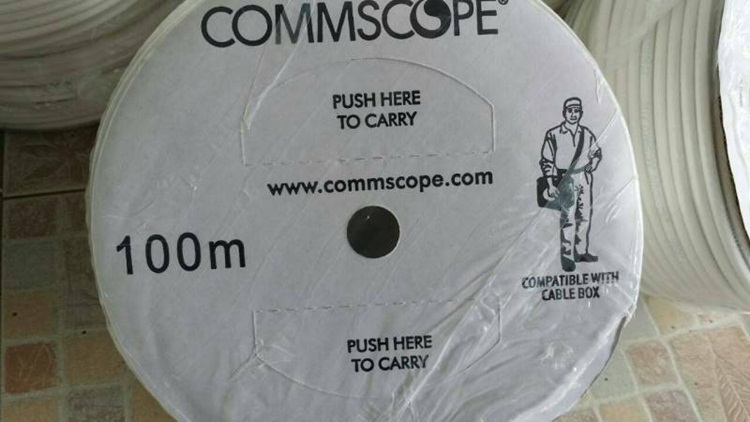 COMMSCOPE®
PUSH HERE
TO CARRY
www.commscope.com
100m
COMPATIBLE WITH
CABLE BOX
PUSH HERE
TO CARRY